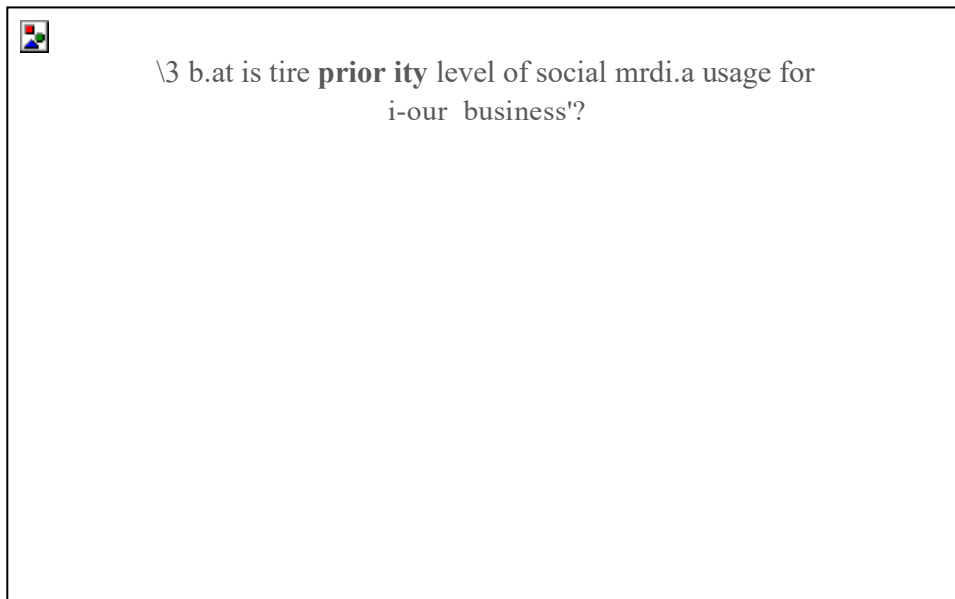 \3 b.at is tire prior ity level of social mrdi.a usage for
i-our business'?